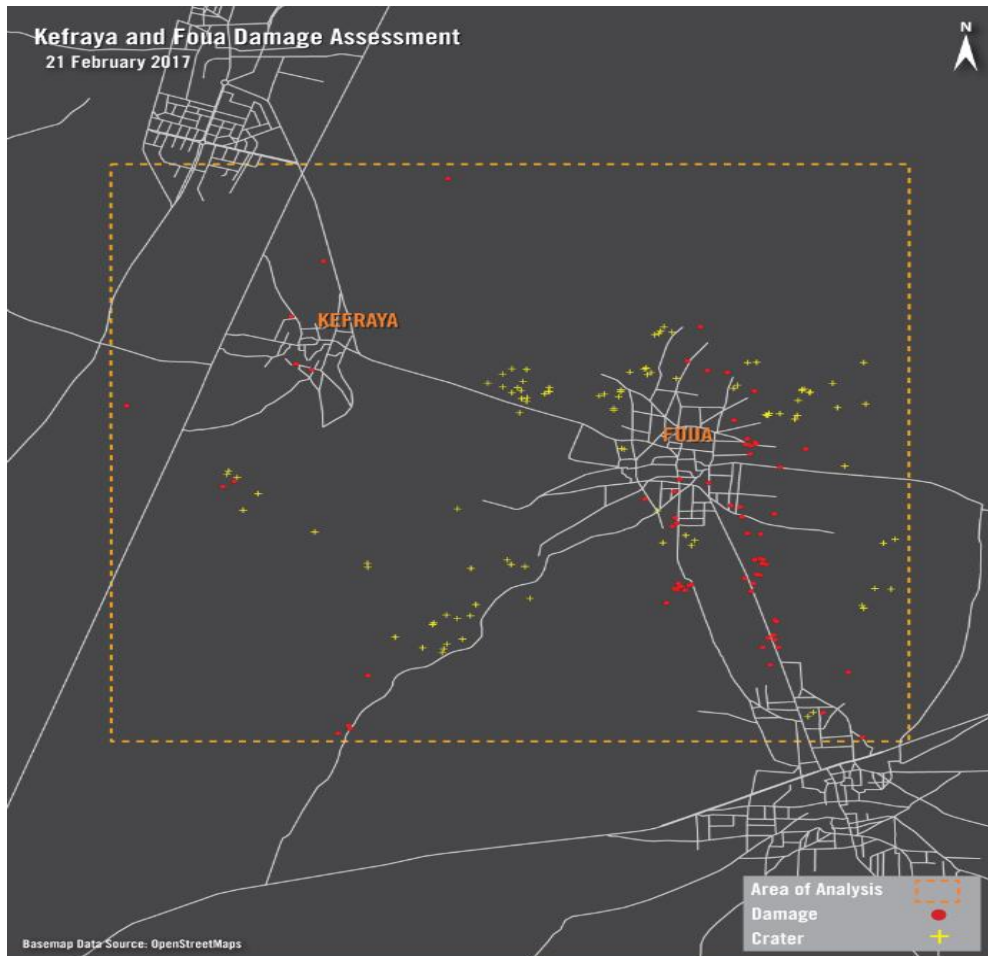 Kefraya and Foua Damage Assessment
21 February 2017
N
KEFRAYA
FOUA
Area of Analysis
Damage
Crater
Basemap Data Source: OpenStreetMaps